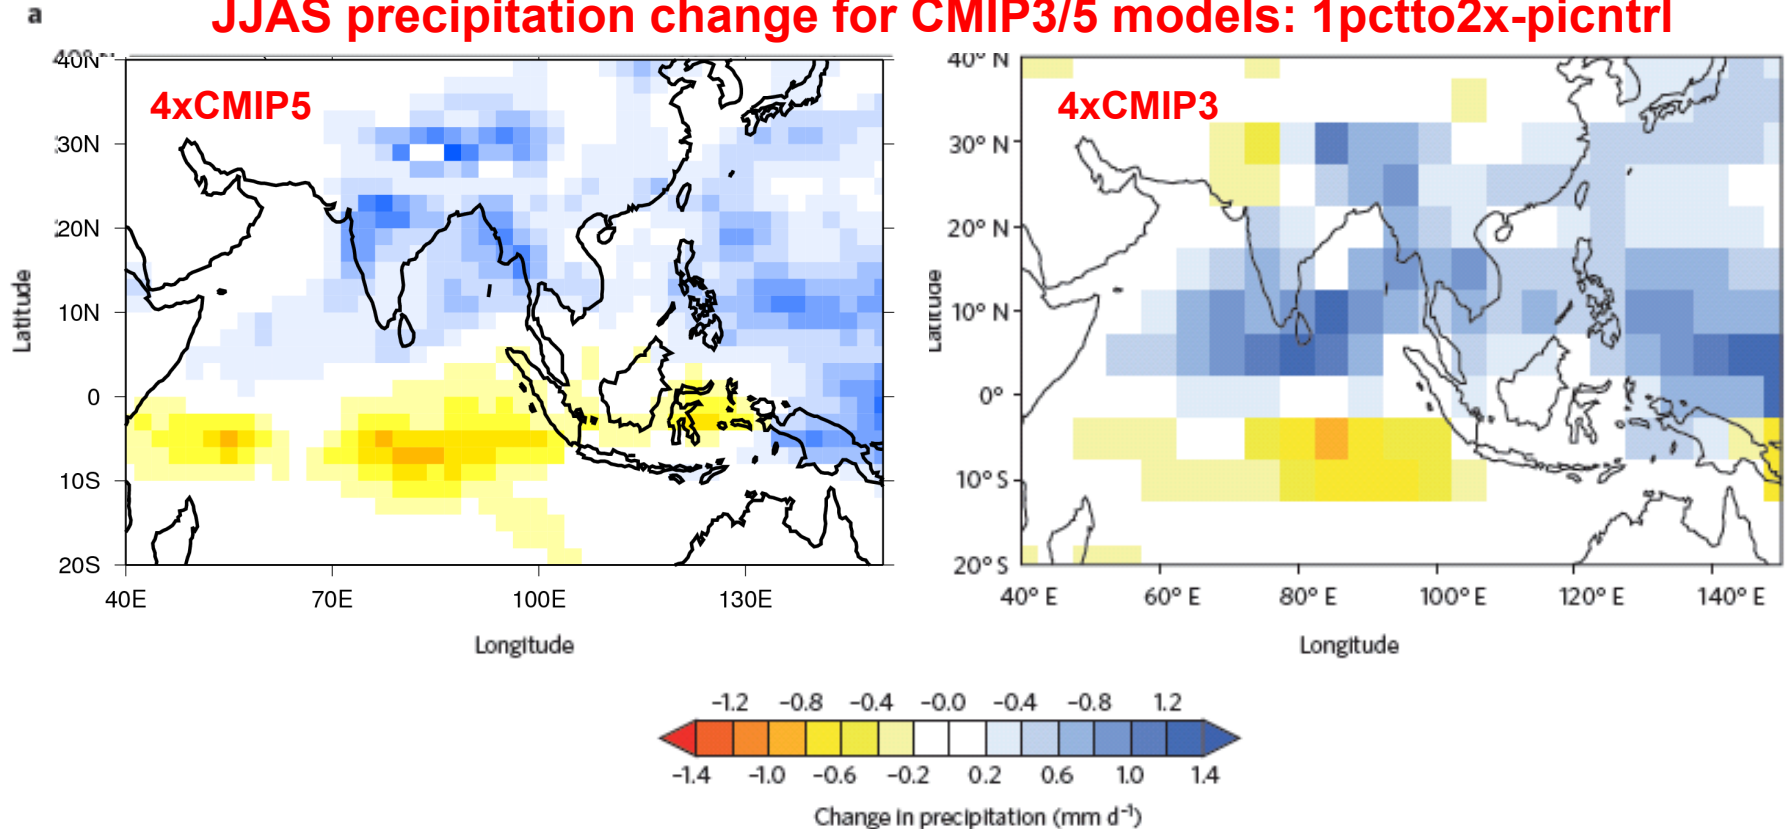 a
JJAS precipitation change for CMIP3/5 models: 1pctto2x-picntrl
4xCMIP5
4xCMIP3
40N
30N
20N
10N
0
10S
20S
40E 70E 100E 130E
Latitude
Longitude
40° N
30° N
20° N
10° N
0°
10° S
20° S
40° E 60° E 80° E 100° E 120° E 140° E
Latitude
Longitude
-1.2 -0.8 -0.4 -0.0 -0.4 -0.8 1.2
-1.4 -1.0 -0.6 -0.2 0.2 0.6 1.0 1.4
Change in precipitation (mm d⁻¹)